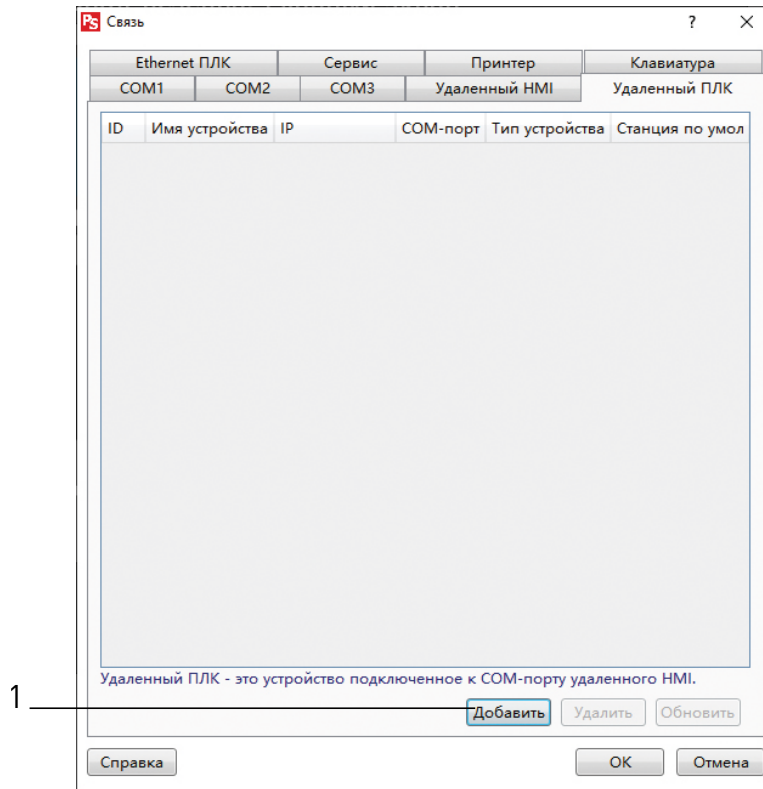 PS Связь ? ×
Ethernet ПЛК Сервис Принтер Клавиатура
COM1 COM2 COM3 Удаленный HMI Удаленный ПЛК
ID Имя устройства IP COM-порт Тип устройства Станция по умол
Удаленный ПЛК - это устройство подключенное к COM-порту удаленного HMI.
1
Добавить Удалить Обновить
Справка OK Отмена